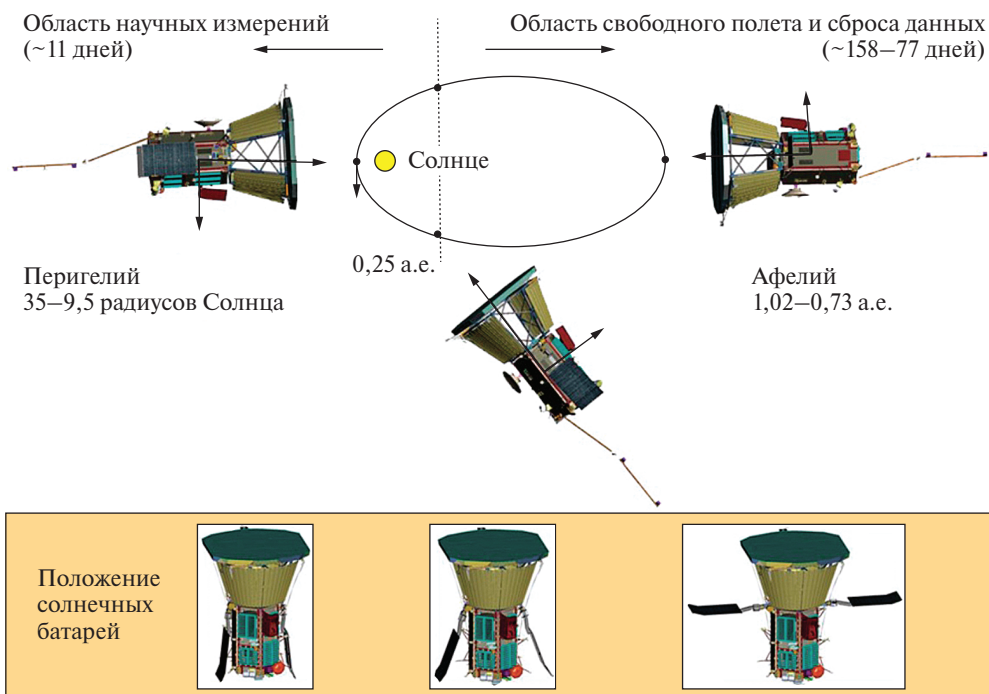 Область научных измерений
(~11 дней)
Область свободного полета и сброса данных
(~158–77 дней)
Солнце
0,25 а.е.
Перигелий
35–9,5 радиусов Солнца
Афелий
1,02–0,73 а.е.
Положение
солнечных
батарей